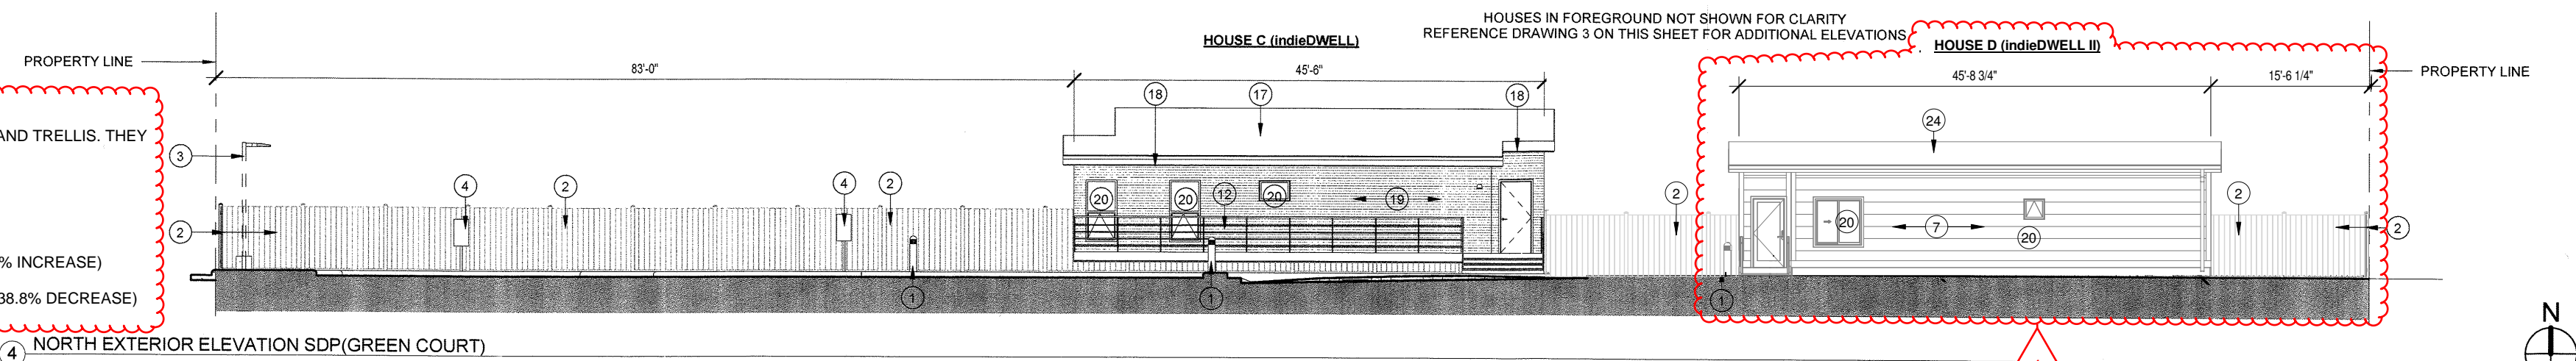 HOUSES IN FOREGROUND NOT SHOWN FOR CLARITY
REFERENCE DRAWING 3 ON THIS SHEET FOR ADDITIONAL ELEVATIONS
HOUSE C (indieDWELL)
HOUSE D (indieDWELL II)
PROPERTY LINE
83'-0"
45'-6"
45'-8 3/4"
15'-6 1/4"
PROPERTY LINE
AND TRELLIS. THEY
% INCREASE)
38.8% DECREASE)
18
17
18
24
3
4
2
4
2
20
20
12
20
19
2
20
7
20
2
2
2
1
1
1
N
4
NORTH EXTERIOR ELEVATION SDP(GREEN COURT)